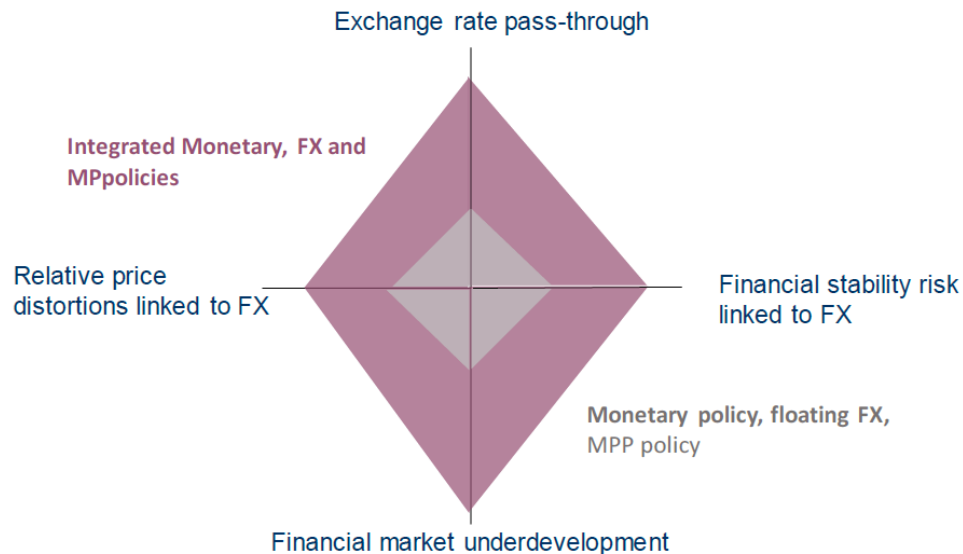 Exchange rate pass-through
Integrated Monetary, FX and
MPpolicies
Relative price
distortions linked to FX
Financial stability risk
linked to FX
Monetary policy, floating FX,
MPP policy
Financial market underdevelopment